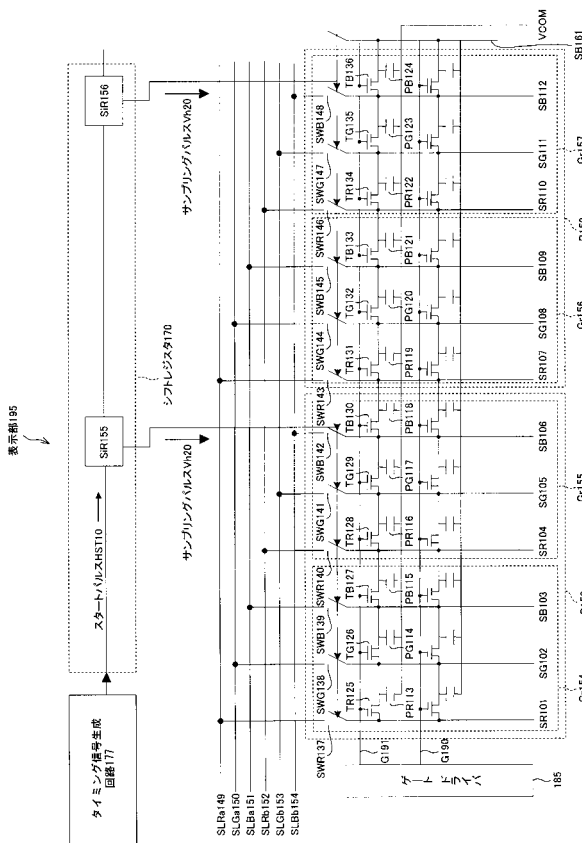 表示部195
タイミング信号生成
回路177
スタートパルスHST10
SiR155
SiR156
シフトレジスタ170
サンプリングパルスVh20
サンプリングパルスVh20
SLRa149
SLGa150
SLBa151
SLRb152
SLGb153
SLBb154
SWR137
SWG138
SWB139
SWR140
SWG141
SWB142
SWR143
SWG144
SWB145
SWR146
SWG147
SWB148
TR125
TG126
TB127
TR128
TG129
TB130
TR131
TG132
TB133
TR134
TG135
TB136
PR113
PG114
PB115
PR116
PG117
PB118
PR119
PG120
PB121
PR122
PG123
PB124
G191
G190
ゲートドライバ
185
SR101
SG102
SB103
SR104
SG105
SB106
SR107
SG108
SB109
SR110
SG111
SB112
VCOM
SB161
Gr155
Gr156
Gr157